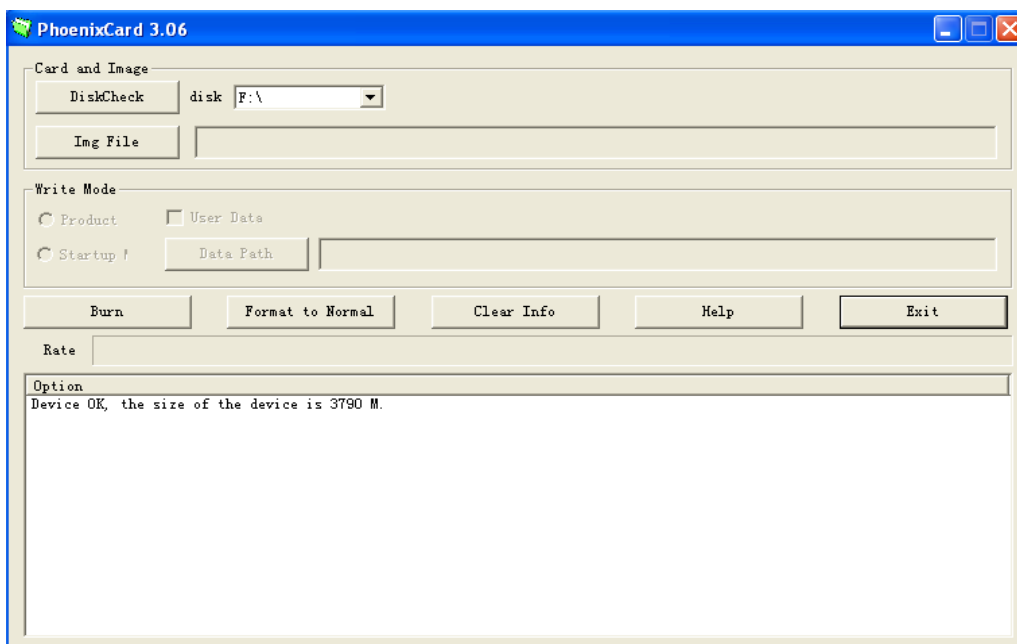 PhoenixCard 3.06
Card and Image
DiskCheck disk F:\
Img File
Write Mode
Product User Data
Startup Data Path
Burn Format to Normal Clear Info Help Exit
Rate
Option
Device OK, the size of the device is 3790 M.